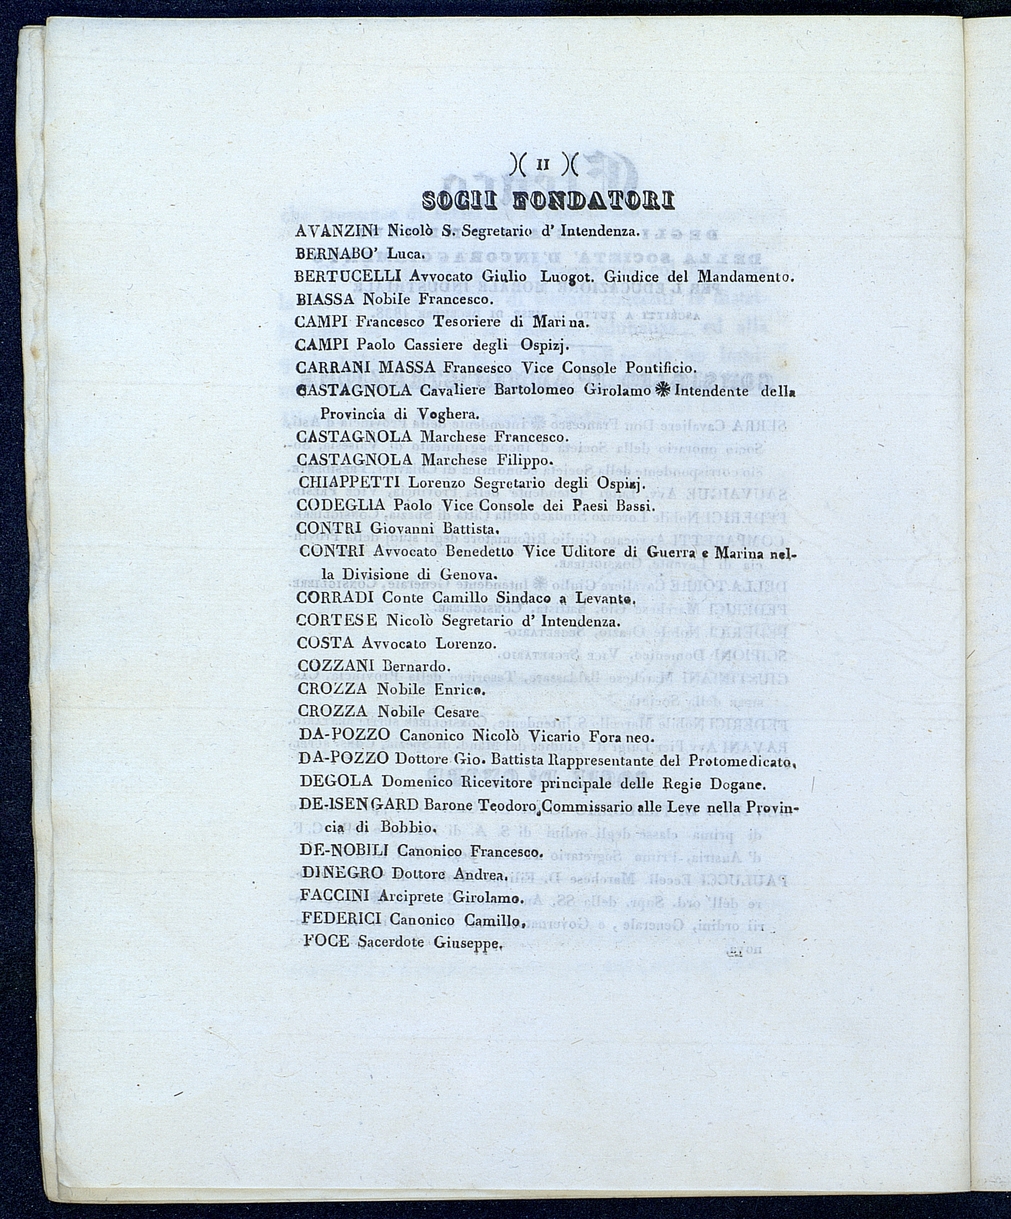 )( II )(
SOCII FONDATORI
AVANZINI Nicolò S. Segretario d' Intendenza.
BERNABO' Luca.
BERTUCELLI Avvocato Giulio Luogot. Giudice del Mandamento.
BIASSA Nobile Francesco.
CAMPI Francesco Tesoriere di Marina.
CAMPI Paolo Cassiere degli Ospizj.
CARRANI MASSA Francesco Vice Console Pontificio.
CASTAGNOLA Cavaliere Bartolomeo Girolamo ❋ Intendente della
Provincia di Voghera.
CASTAGNOLA Marchese Francesco.
CASTAGNOLA Marchese Filippo.
CHIAPPETTI Lorenzo Segretario degli Ospizj.
CODEGLIA Paolo Vice Console dei Paesi Bassi.
CONTRI Giovanni Battista.
CONTRI Avvocato Benedetto Vice Uditore di Guerra e Marina nel-
la Divisione di Genova.
CORRADI Conte Camillo Sindaco a Levante.
CORTESE Nicolò Segretario d' Intendenza.
COSTA Avvocato Lorenzo.
COZZANI Bernardo.
CROZZA Nobile Enrico.
CROZZA Nobile Cesare
DA-POZZO Canonico Nicolò Vicario Foraneo.
DA-POZZO Dottore Gio. Battista Rappresentante del Protomedicato.
DEGOLA Domenico Ricevitore principale delle Regie Dogane.
DE-ISENGARD Barone Teodoro Commissario alle Leve nella Provin-
cia di Bobbio.
DE-NOBILI Canonico Francesco.
DINEGRO Dottore Andrea.
FACCINI Arciprete Girolamo.
FEDERICI Canonico Camillo.
FOCE Sacerdote Giuseppe.